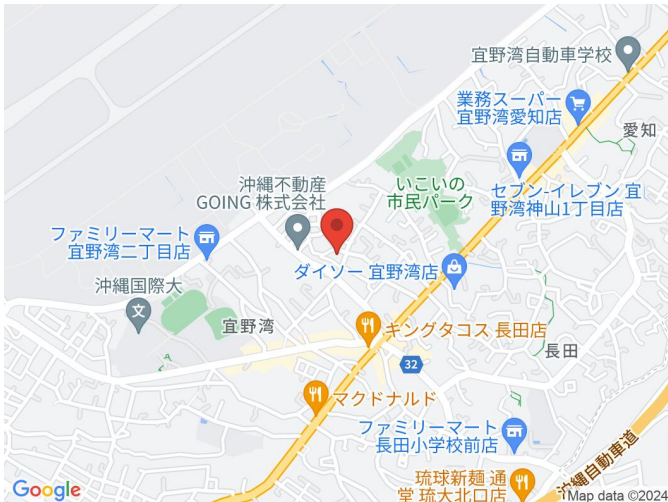 宜野湾自動車学校
業務スーパー
宜野湾愛知店
愛知
沖縄不動産
GOING 株式会社
いこいの
市民パーク
セブン-イレブン 宜
野湾神山1丁目店
ファミリーマート
宜野湾二丁目店
ダイソー 宜野湾店
沖縄国際大
文
宜野湾
キングタコス 長田店
長田
32
マクドナルド
ファミリーマート
長田小学校前店
沖縄自動車道
琉球新麺 通
堂 琉大北口店
Google
Map data ©2024